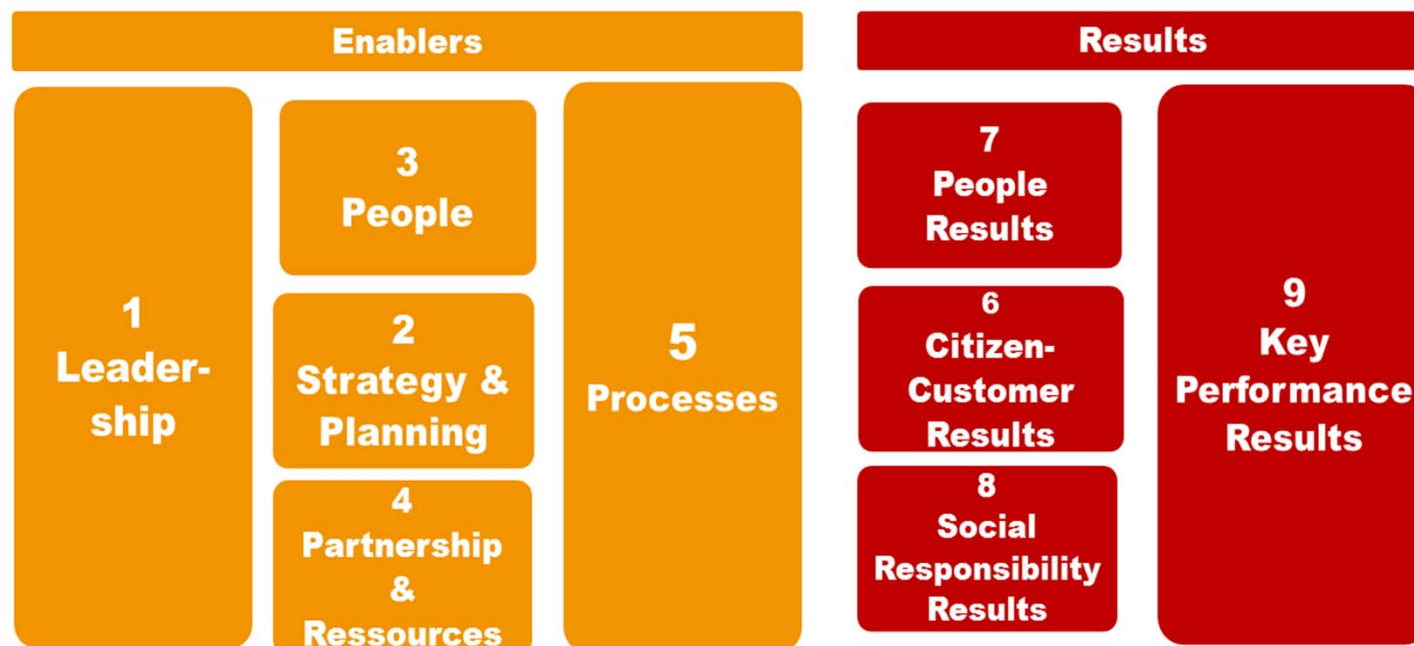 Enablers
1
Leader-
ship
3
People
2
Strategy &
Planning
4
Partnership
&
Ressources
5
Processes
Results
7
People
Results
6
Citizen-
Customer
Results
8
Social
Responsibility
Results
9
Key
Performance
Results